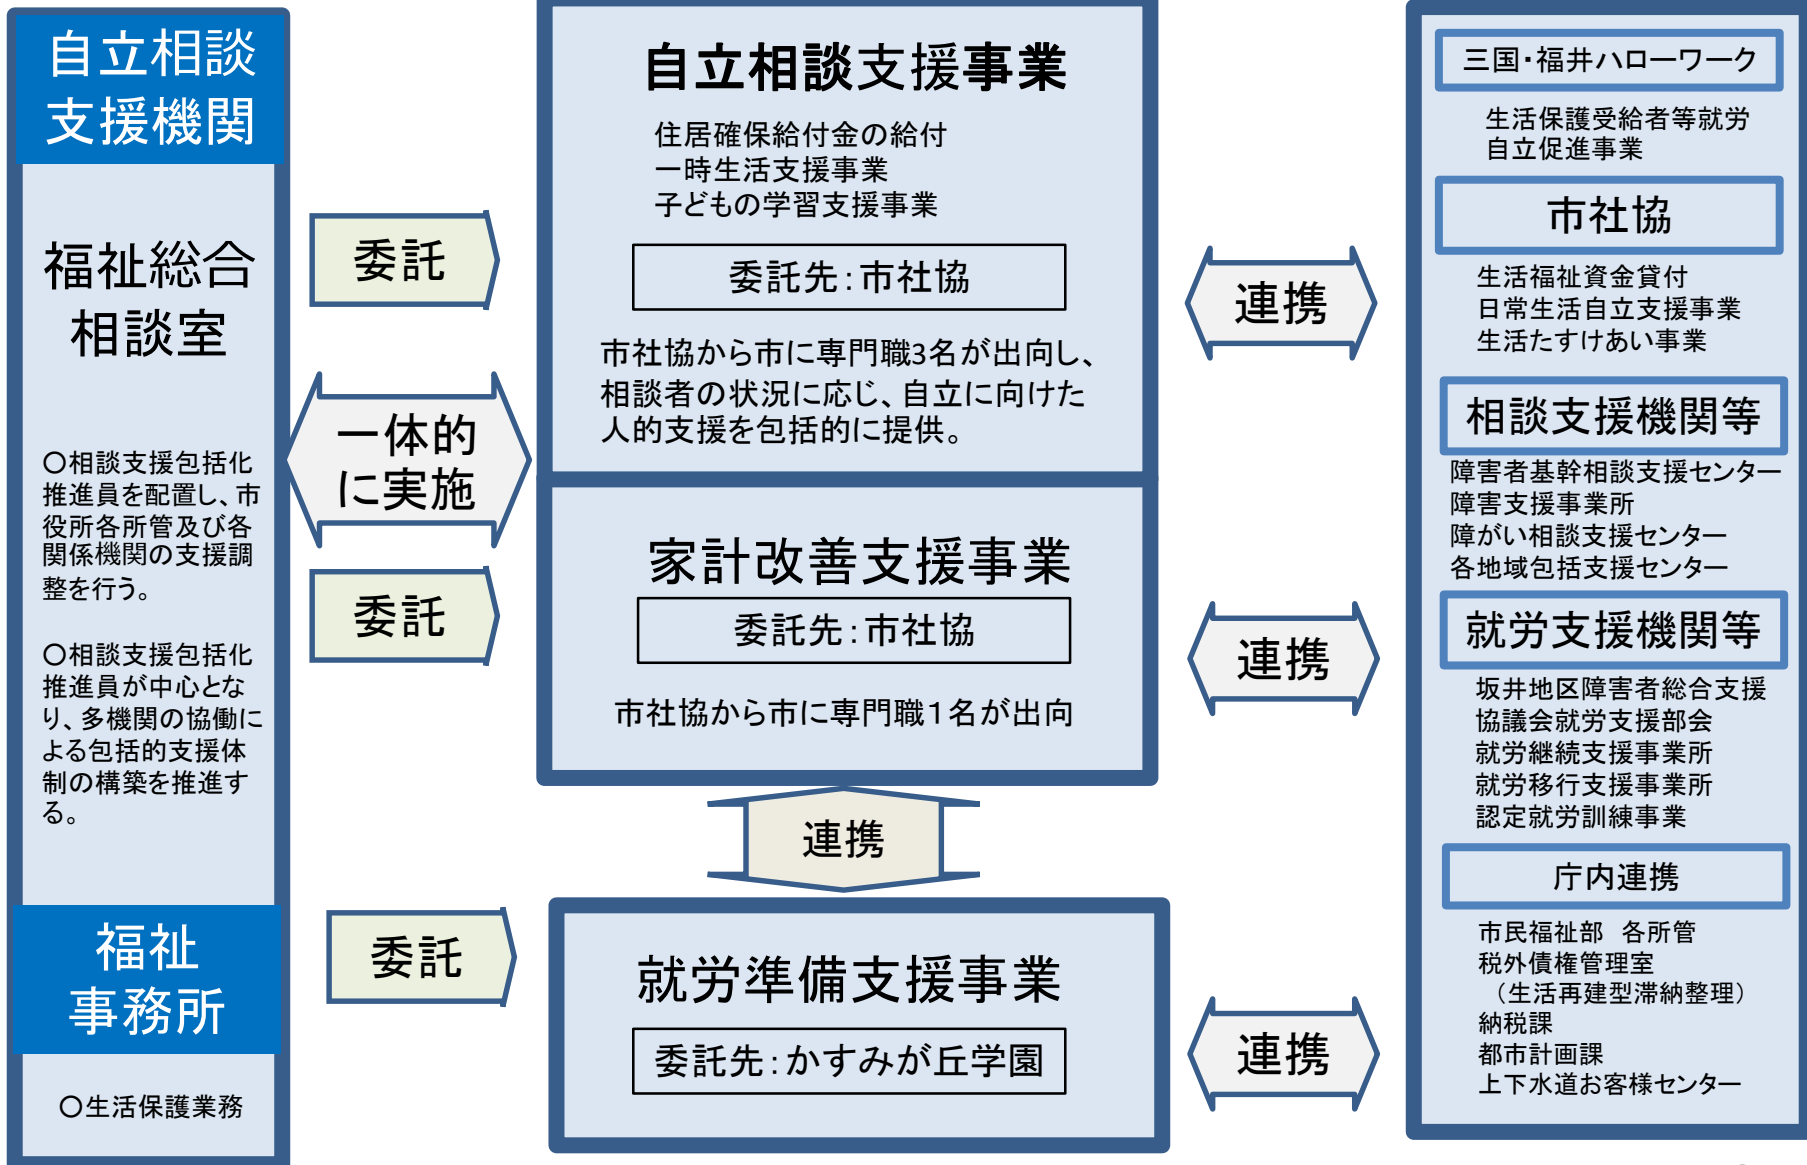 自立相談
支援機関
福祉総合
相談室
〇相談支援包括化
推進員を配置し、市
役所各所管及び各
関係機関の支援調
整を行う。
〇相談支援包括化
推進員が中心とな
り、多機関の協働に
よる包括的支援体
制の構築を推進す
る。
福祉
事務所
〇生活保護業務
委託
一体的
に実施
委託
委託
自立相談支援事業
住居確保給付金の給付
一時生活支援事業
子どもの学習支援事業
委託先：市社協
市社協から市に専門職3名が出向し、
相談者の状況に応じ、自立に向けた
人的支援を包括的に提供。
家計改善支援事業
委託先：市社協
市社協から市に専門職１名が出向
連携
就労準備支援事業
委託先：かすみが丘学園
連携
連携
連携
三国・福井ハローワーク
生活保護受給者等就労
自立促進事業
市社協
生活福祉資金貸付
日常生活自立支援事業
生活たすけあい事業
相談支援機関等
障害者基幹相談支援センター
障害支援事業所
障がい相談支援センター
各地域包括支援センター
就労支援機関等
坂井地区障害者総合支援
協議会就労支援部会
就労継続支援事業所
就労移行支援事業所
認定就労訓練事業
庁内連携
市民福祉部　各所管
税外債権管理室
（生活再建型滞納整理）
納税課
都市計画課
上下水道お客様センター